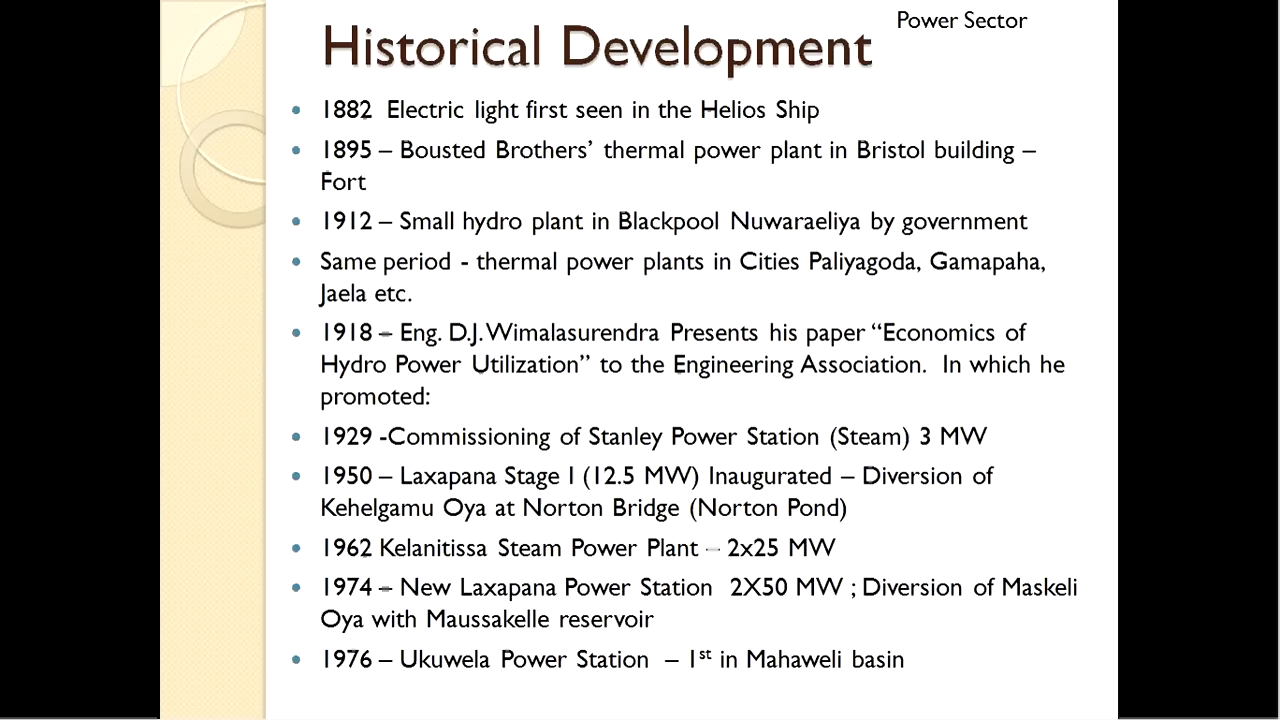 Power Sector
Historical Development
• 1882 Electric light first seen in the Helios Ship
• 1895 – Bousted Brothers' thermal power plant in Bristol building –
Fort
• 1912 – Small hydro plant in Blackpool Nuwaraeliya by government
• Same period - thermal power plants in Cities Paliyagoda, Gamapaha,
Jaela etc.
• 1918 – Eng. D.J. Wimalasurendra Presents his paper “Economics of
Hydro Power Utilization” to the Engineering Association. In which he
promoted:
• 1929 -Commissioning of Stanley Power Station (Steam) 3 MW
• 1950 – Laxapana Stage I (12.5 MW) Inaugurated – Diversion of
Kehelgamu Oya at Norton Bridge (Norton Pond)
• 1962 Kelanitissa Steam Power Plant – 2x25 MW
• 1974 – New Laxapana Power Station 2X50 MW ; Diversion of Maskeli
Oya with Maussakelle reservoir
• 1976 – Ukuwela Power Station – 1st in Mahaweli basin